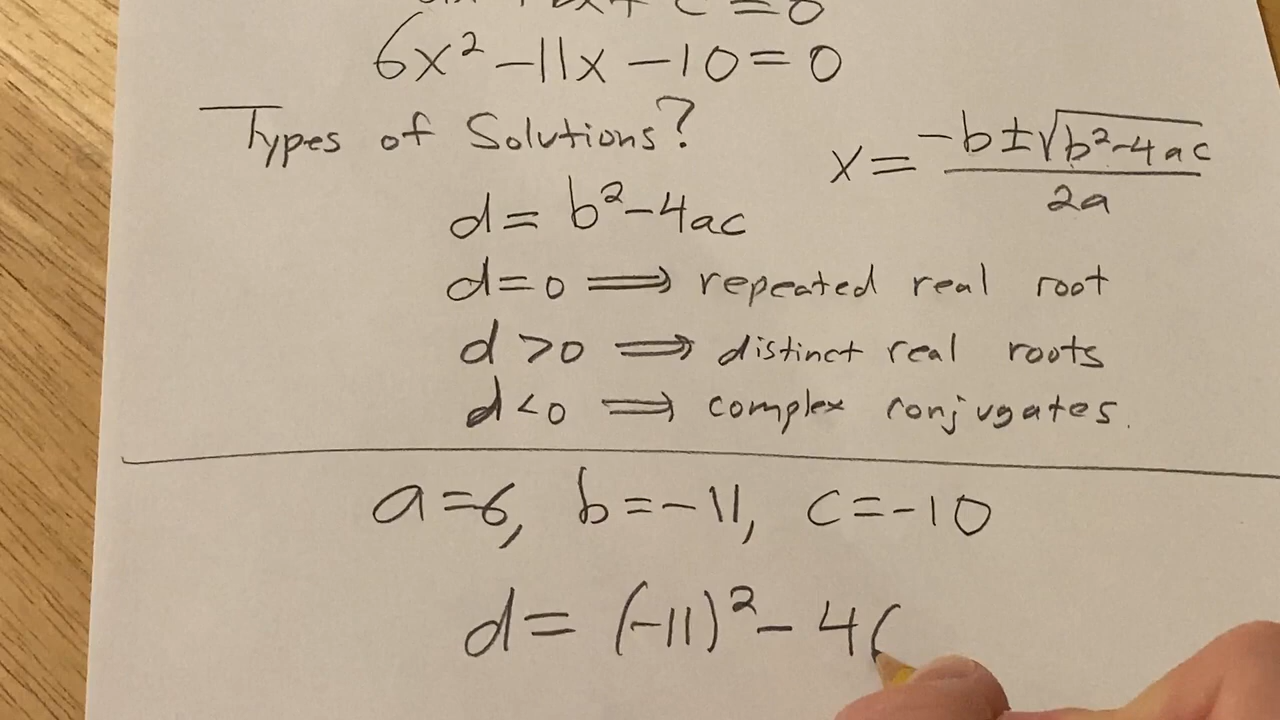 + c = 0
6x² - 11x - 10 = 0
Types of Solutions?
x = -b ± √b² - 4ac / 2a
d = b² - 4ac
d = 0 ⟹ repeated real root
d > 0 ⟹ distinct real roots
d < 0 ⟹ complex conjugates.
a = 6, b = -11, c = -10
d = (-11)² - 4(